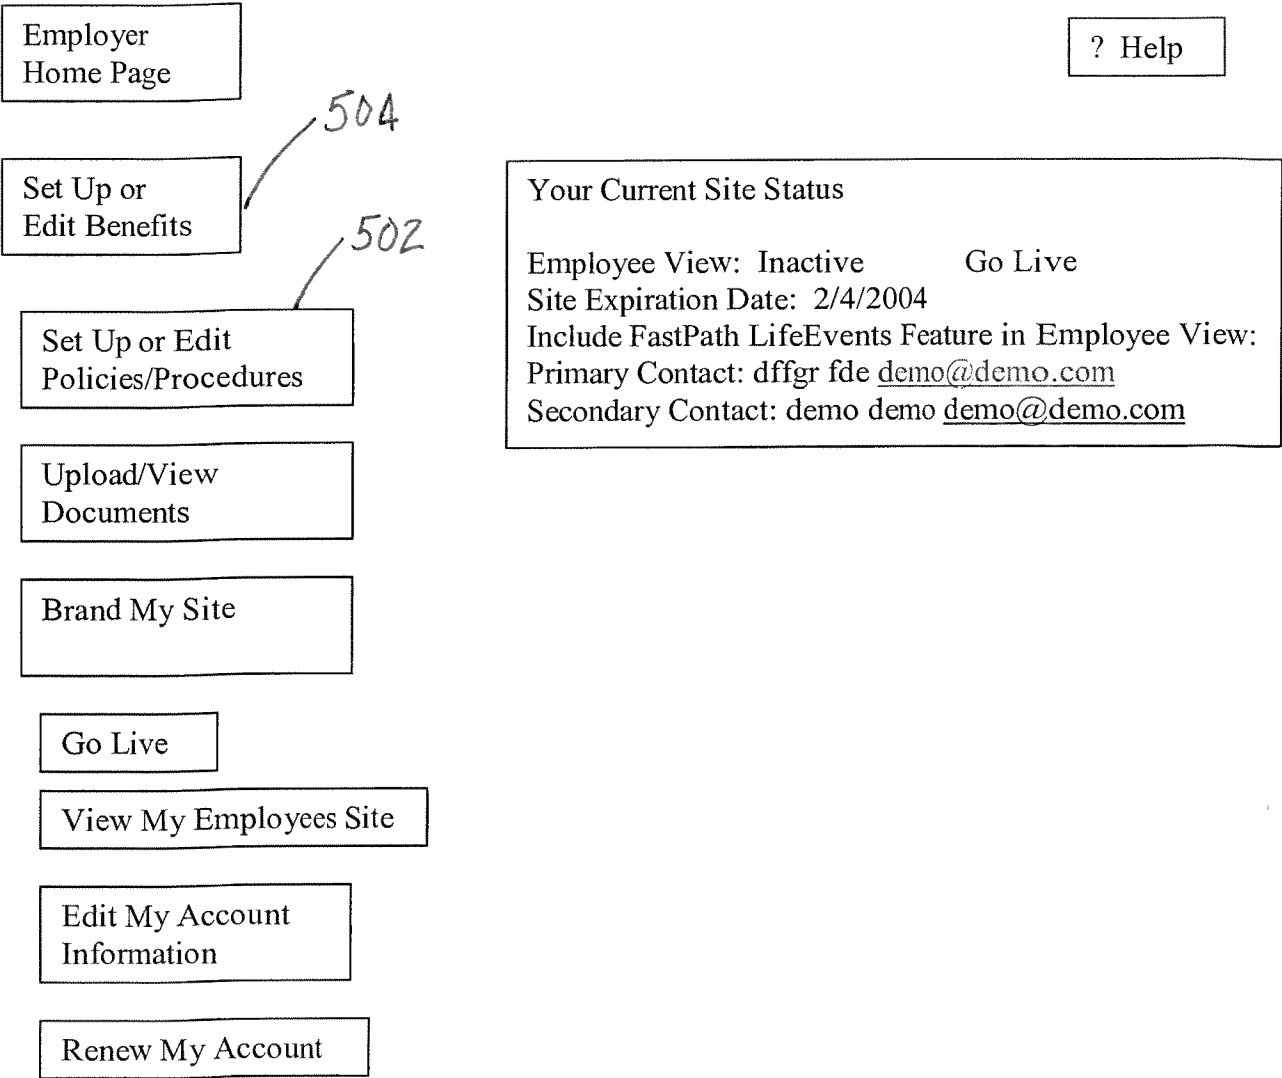 Employer
Home Page
? Help
504
Set Up or
Edit Benefits
502
Your Current Site Status
Employee View: Inactive Go Live
Site Expiration Date: 2/4/2004
Include FastPath LifeEvents Feature in Employee View:
Primary Contact: dffgr fde demo@demo.com
Secondary Contact: demo demo demo@demo.com
Set Up or Edit
Policies/Procedures
Upload/View
Documents
Brand My Site
Go Live
View My Employees Site
Edit My Account
Information
Renew My Account